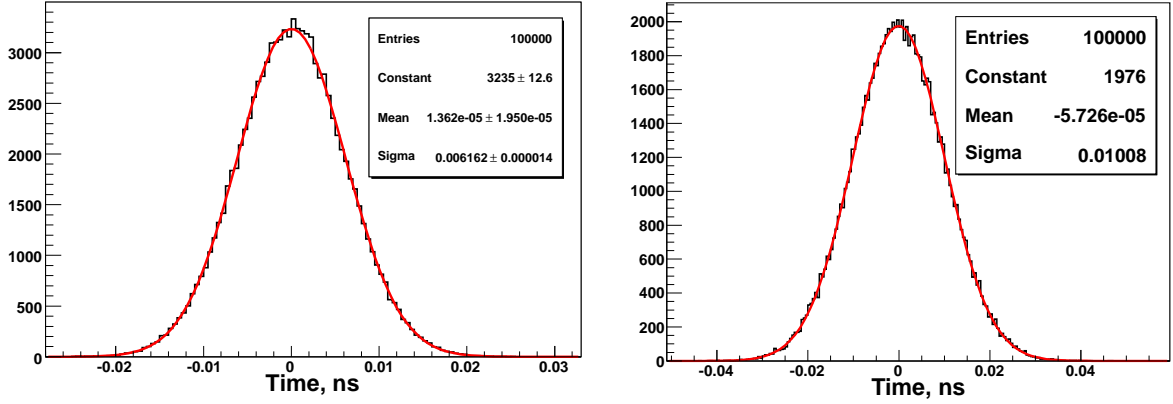 Entries 100000
Constant 3235 ± 12.6
Mean 1.362e-05 ± 1.950e-05
Sigma 0.006162 ± 0.000014
3000
2500
2000
1500
1000
500
0
-0.02 -0.01 0 0.01 0.02 0.03
Time, ns
Entries 100000
Constant 1976
Mean -5.726e-05
Sigma 0.01008
2000
1800
1600
1400
1200
1000
800
600
400
200
0
-0.04 -0.02 0 0.02 0.04
Time, ns